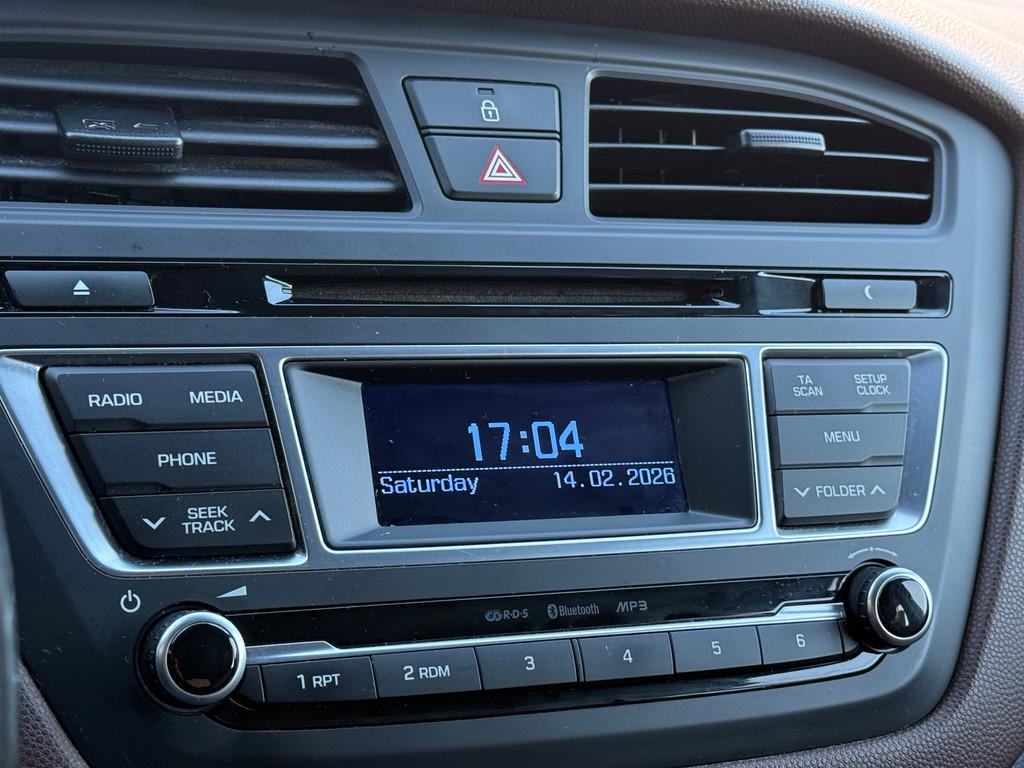 RADIO MEDIA
PHONE
SEEK
TRACK
17:04
Saturday 14.02.2026
TA
SCAN
SETUP
CLOCK
MENU
FOLDER
R·D·S Bluetooth MP3
1 RPT 2 RDM 3 4 5 6